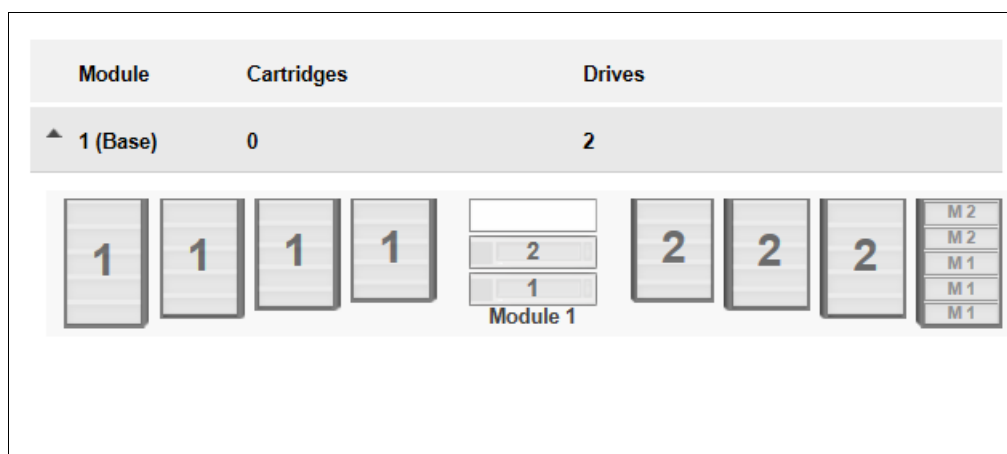 Module Cartridges Drives
1 (Base) 0 2
1 1 1 1 2 2 2
2
1
Module 1
M 2
M 2
M 1
M 1
M 1